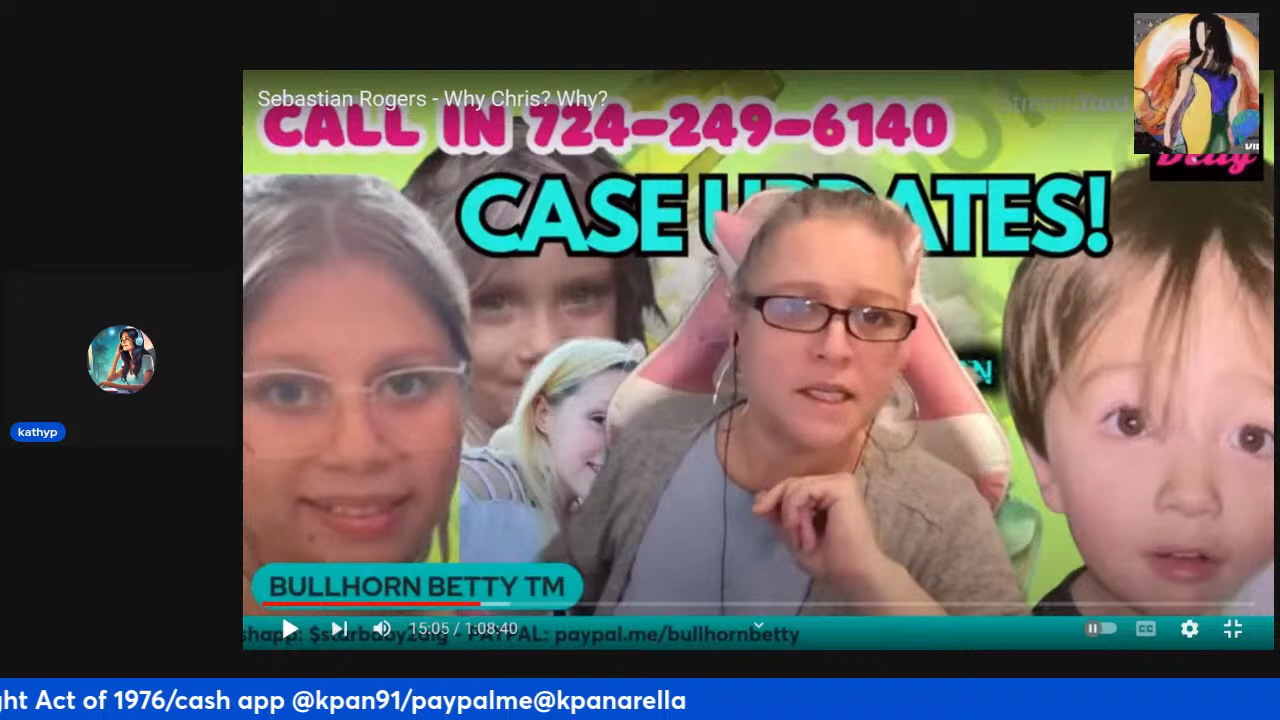 Sebastian Rogers - Why Chris? Why?
CALL IN 724-249-6140
CASE UPDATES!
BULLHORN BETTY TM
15:05 / 1:08:40
PAYPAL: paypal.me/bullhornbetty
kathyp
ght Act of 1976/cash app @kpan91/paypalme@kpanarella